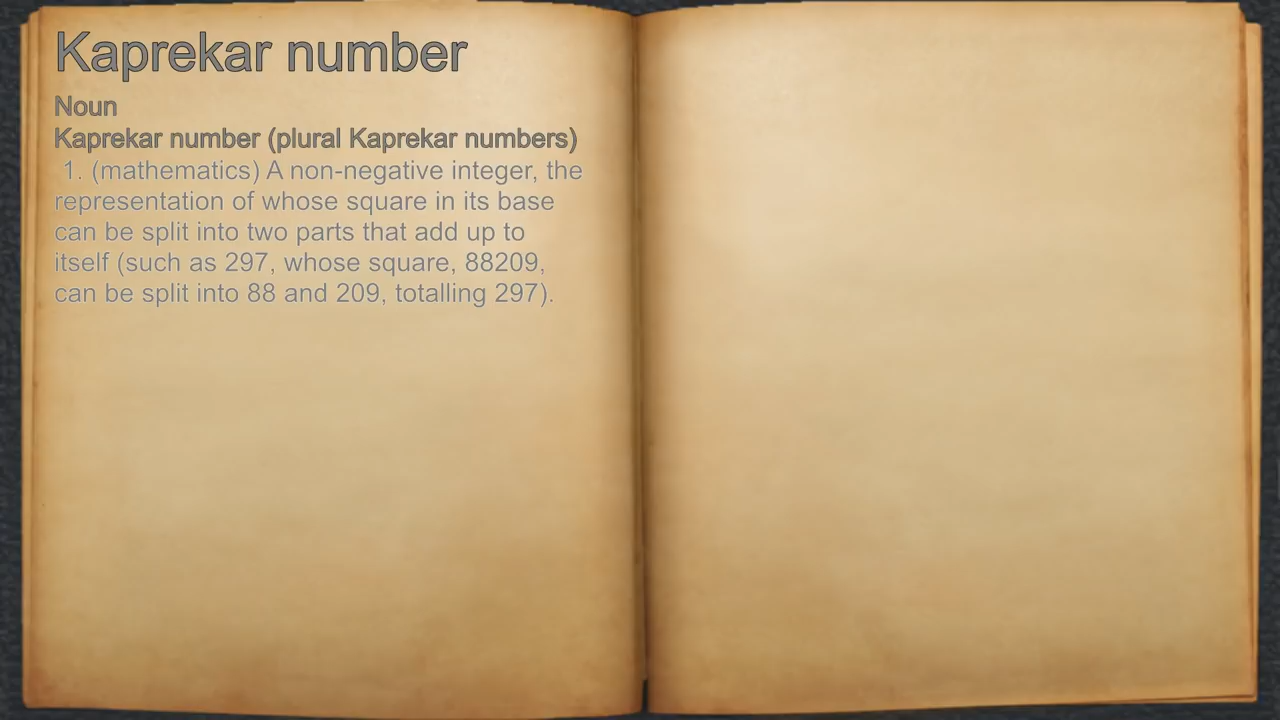 Kaprekar number
Noun
Kaprekar number (plural Kaprekar numbers)
1. (mathematics) A non-negative integer, the
representation of whose square in its base
can be split into two parts that add up to
itself (such as 297, whose square, 88209,
can be split into 88 and 209, totalling 297).